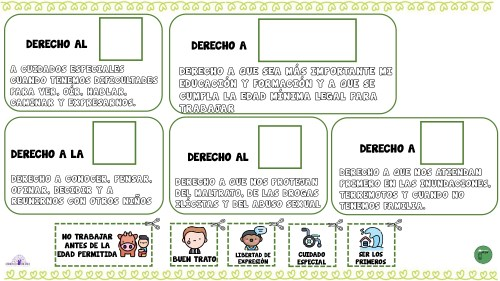 DERECHO AL
A CUIDADOS ESPECIALES
CUANDO TENEMOS DIFICULTADES
PARA VER, OÍR, HABLAR,
CAMINAR Y EXPRESARNOS.
DERECHO A
DERECHO A QUE SEA MÁS IMPORTANTE MI
EDUCACIÓN Y FORMACIÓN Y A QUE SE
CUMPLA LA EDAD MÍNIMA LEGAL PARA
TRABAJAR
DERECHO A LA
DERECHO A CONOCER, PENSAR,
OPINAR, DECIDIR Y A
REUNIRNOS CON OTROS NIÑOS
DERECHO AL
DERECHO A QUE NOS PROTEJAN
DEL MALTRATO, DE LAS DROGAS
ILÍCITAS Y DEL ABUSO SEXUAL
DERECHO A
DERECHO A QUE NOS ATIENDAN
PRIMERO EN LAS INUNDACIONES,
TERREMOTOS Y CUANDO NO
TENEMOS FAMILIA.
NO TRABAJAR
ANTES DE LA
EDAD PERMITIDA
BUEN TRATO
LIBERTAD DE
EXPRESIÓN
CUIDADO
ESPECIAL
SER LOS
PRIMEROS